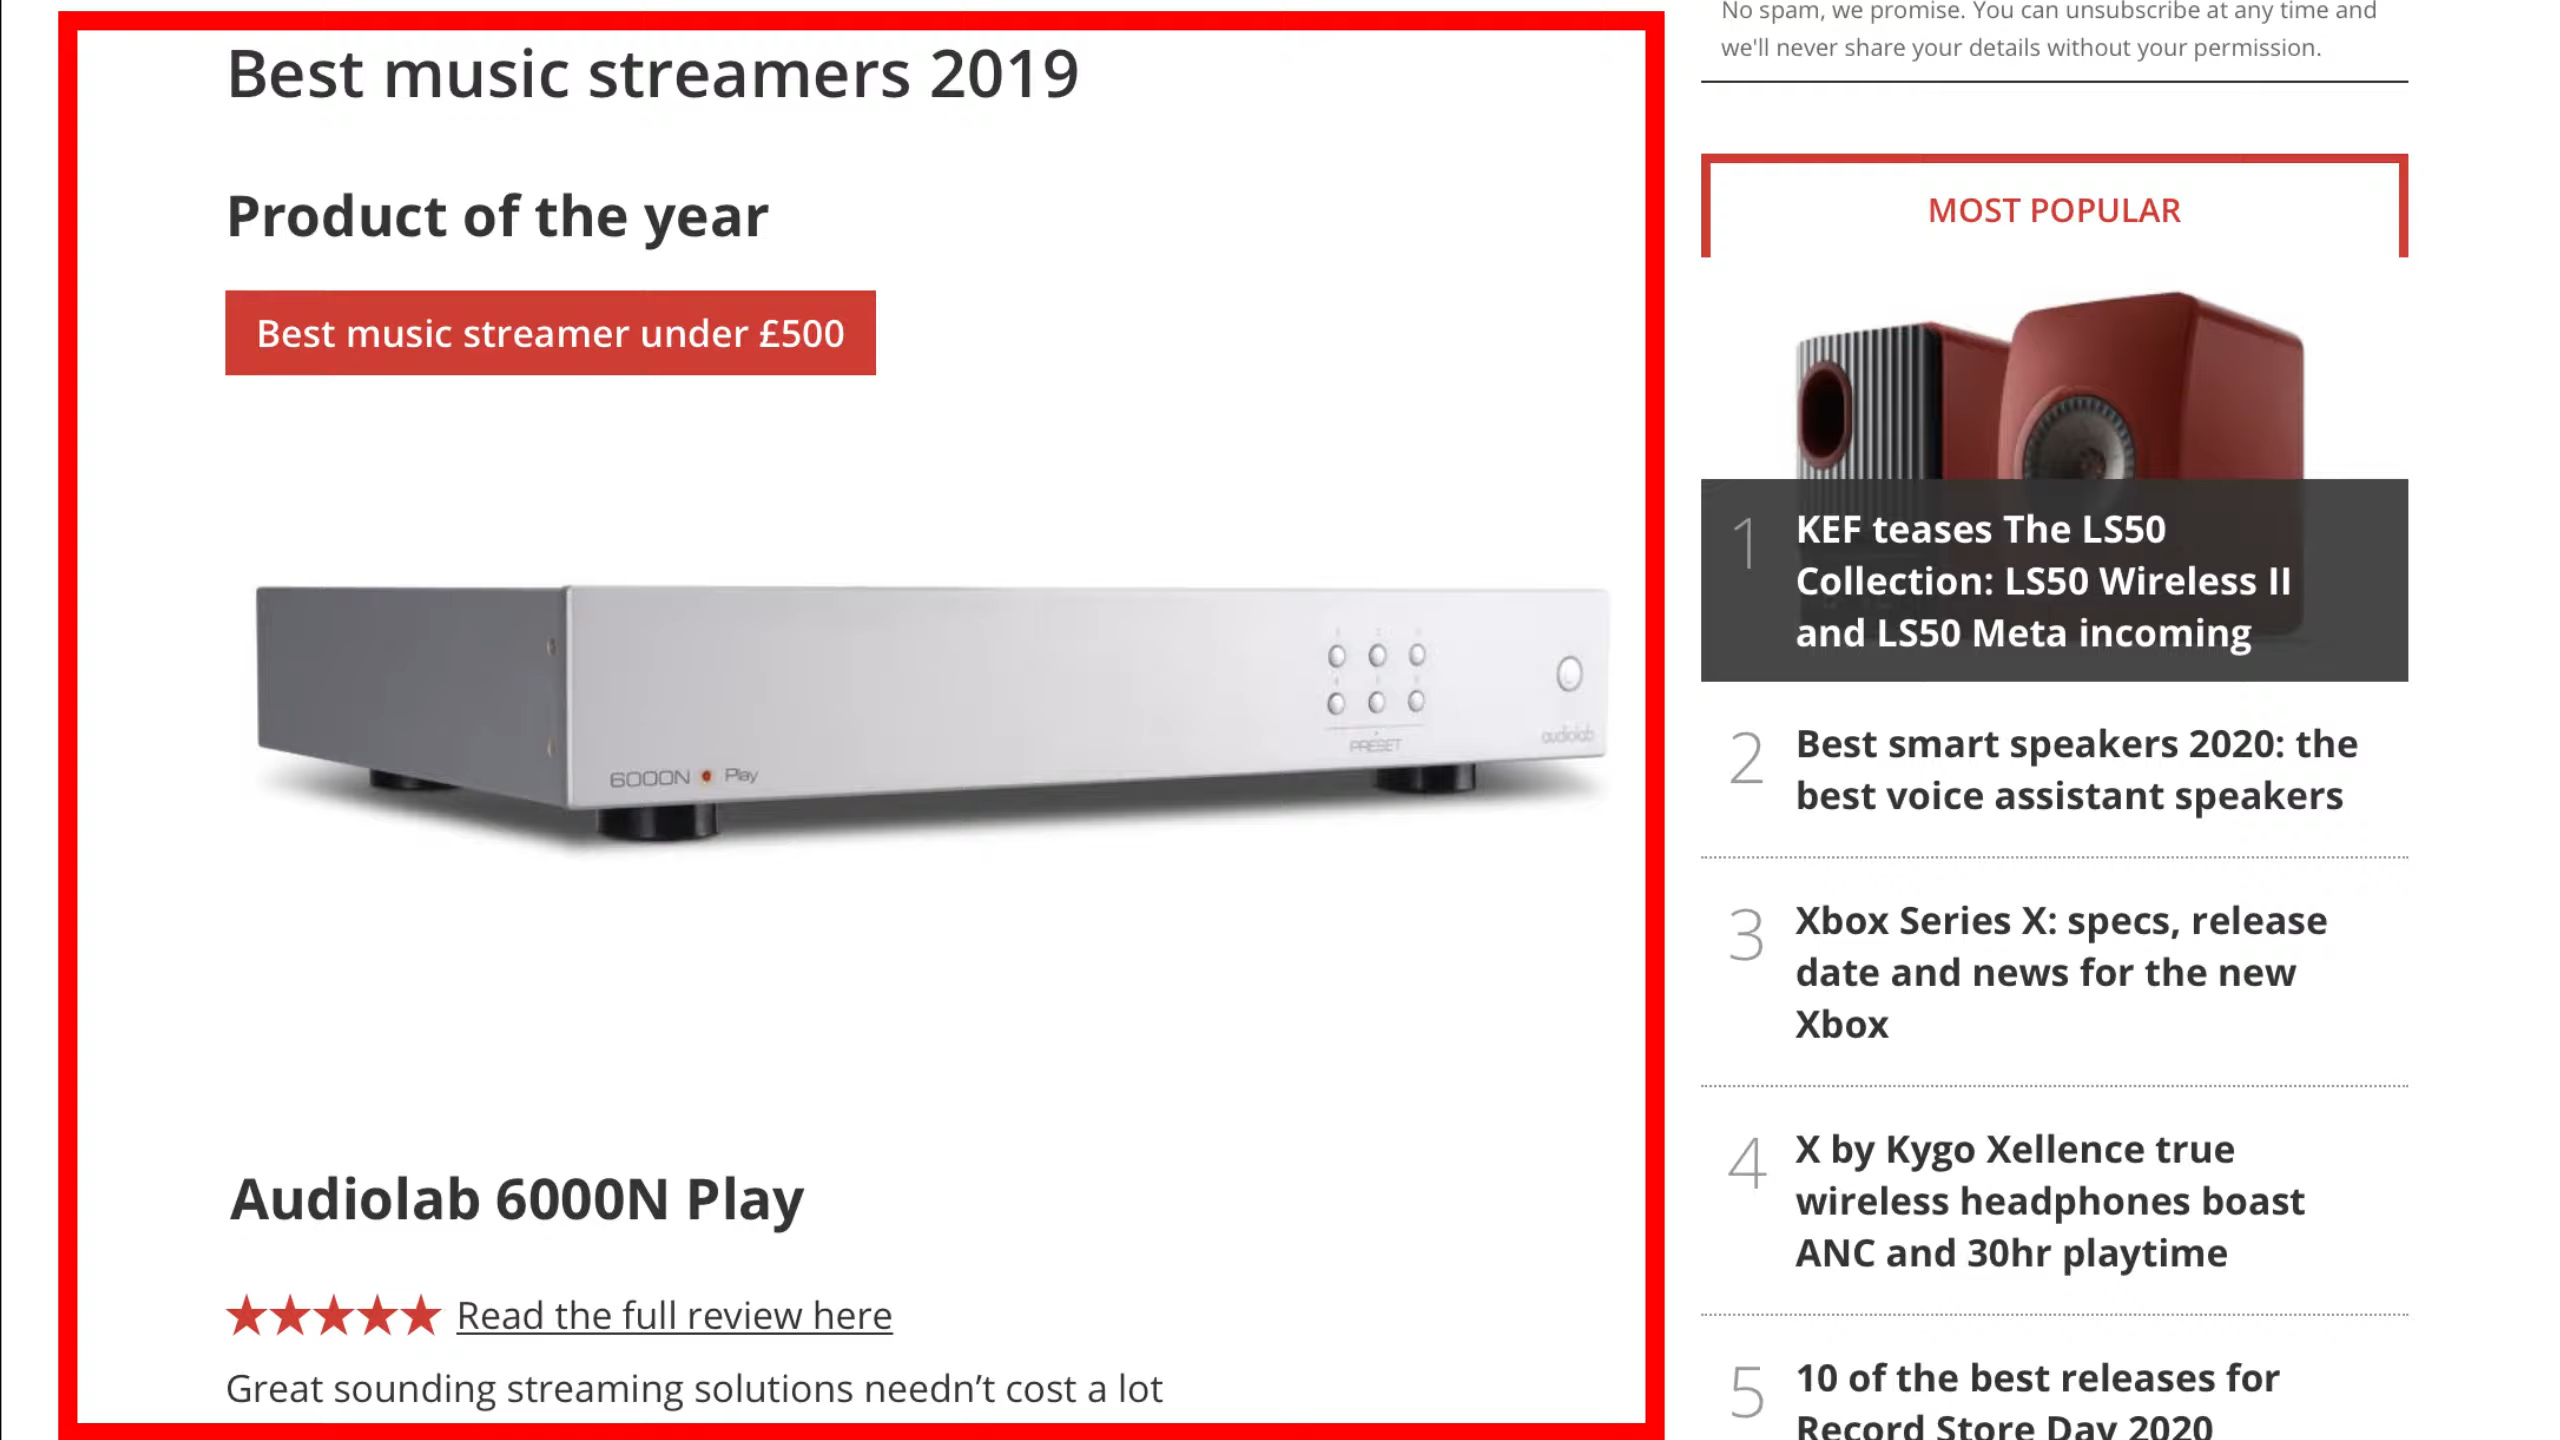 Best music streamers 2019
Product of the year
Best music streamer under £500
PRESET
audiolab
6000N Play
Audiolab 6000N Play
Read the full review here
Great sounding streaming solutions needn’t cost a lot
No spam, we promise. You can unsubscribe at any time and
we'll never share your details without your permission.
MOST POPULAR
1
KEF teases The LS50
Collection: LS50 Wireless II
and LS50 Meta incoming
2
Best smart speakers 2020: the
best voice assistant speakers
3
Xbox Series X: specs, release
date and news for the new
Xbox
4
X by Kygo Xellence true
wireless headphones boast
ANC and 30hr playtime
5
10 of the best releases for
Record Store Day 2020